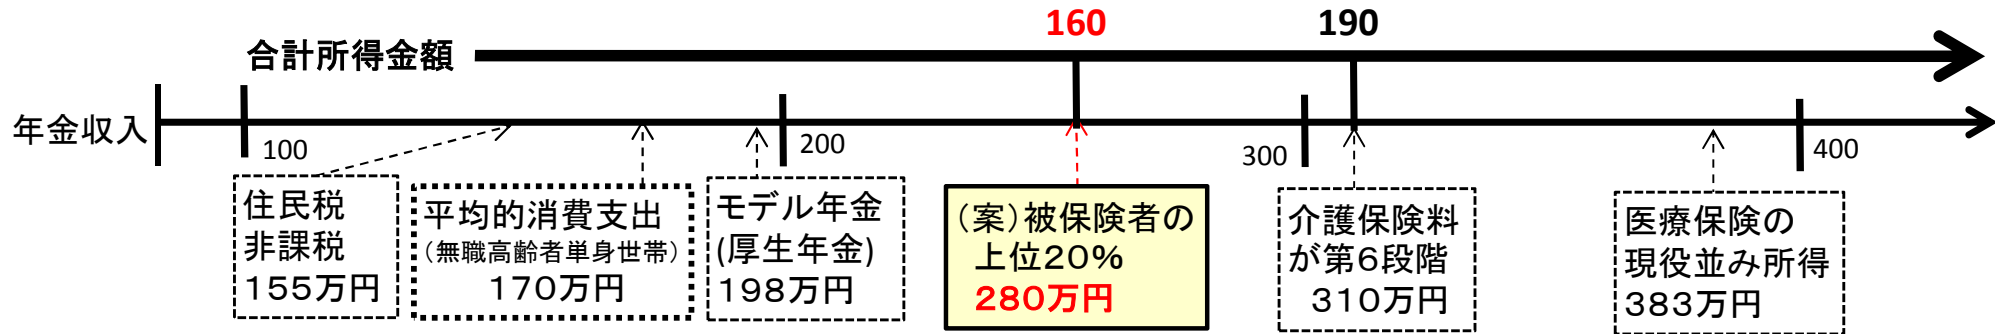 160
190
合計所得金額
年金収入
100
200
300
400
住民税
非課税
155万円
平均的消費支出
(無職高齢者単身世帯)
170万円
モデル年金
(厚生年金)
198万円
(案)被保険者の
上位20%
280万円
介護保険料
が第6段階
310万円
医療保険の
現役並み所得
383万円